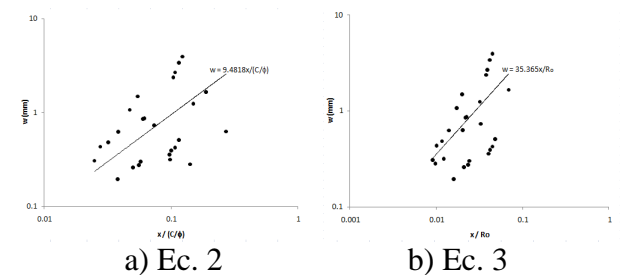 10
1
0.1
w (mm)
w = 9.4818x/(C/ϕ)
0.01
0.1
1
x / (C/ϕ)
a) Ec. 2
10
1
0.1
w (mm)
w = 35.365x/Ro
0.001
0.01
0.1
1
x / Ro
b) Ec. 3